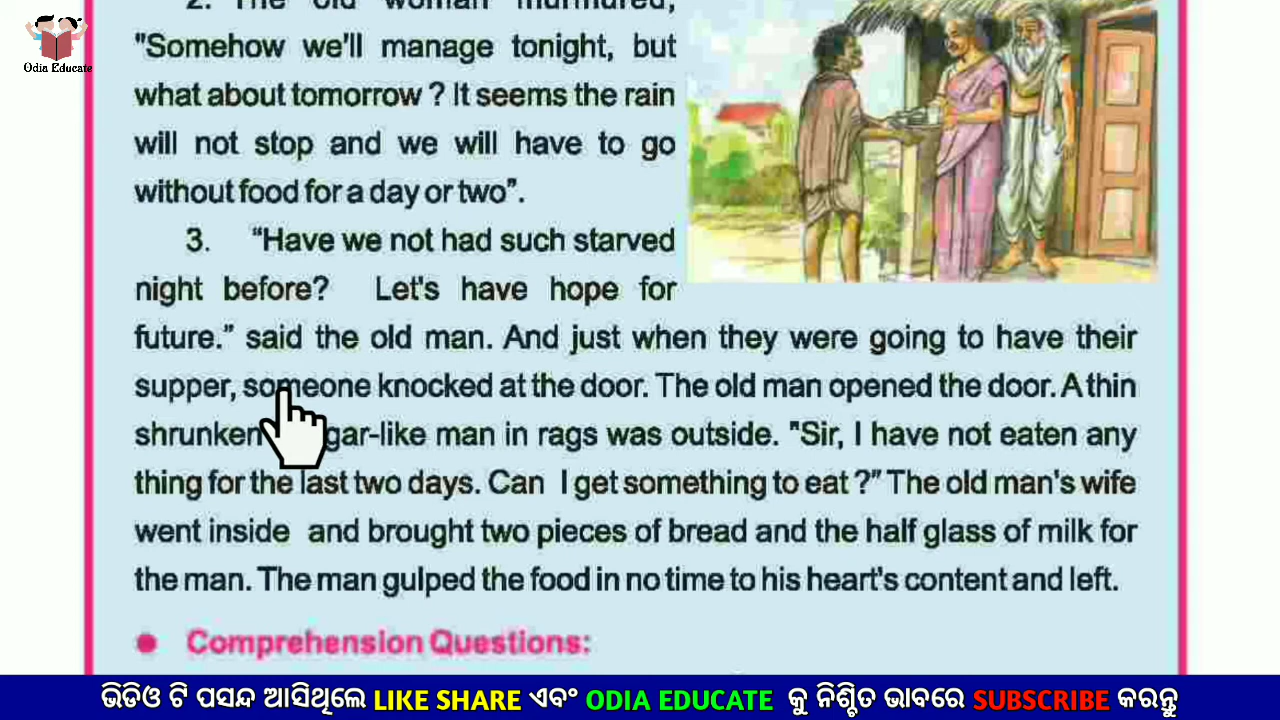 2. The old woman murmured,
"Somehow we'll manage tonight, but
what about tomorrow ? It seems the rain
will not stop and we will have to go
without food for a day or two".
3. "Have we not had such starved
night before? Let's have hope for
future." said the old man. And just when they were going to have their
supper, someone knocked at the door. The old man opened the door. A thin
shrunken gar-like man in rags was outside. "Sir, I have not eaten any
thing for the last two days. Can I get something to eat ?" The old man's wife
went inside and brought two pieces of bread and the half glass of milk for
the man. The man gulped the food in no time to his heart's content and left.
● Comprehension Questions:
Odia Educate
ଭିଡିଓ ଟି ପସନ୍ଦ ଆସିଥିଲେ LIKE SHARE ଏବଂ ODIA EDUCATE କୁ ନିଶ୍ଚିତ ଭାବରେ SUBSCRIBE କରନ୍ତୁ